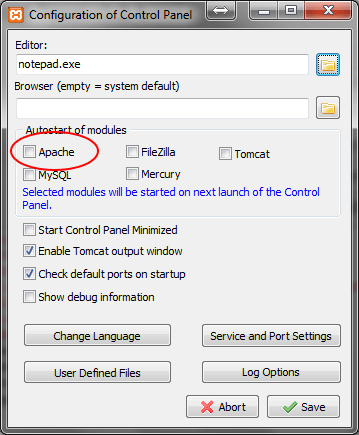 Configuration of Control Panel
Editor:
notepad.exe
Browser (empty = system default)
Autostart of modules
Apache
FileZilla
Tomcat
MySQL
Mercury
Selected modules will be started on next launch of the Control
Panel.
Start Control Panel Minimized
Enable Tomcat output window
Check default ports on startup
Show debug information
Change Language
Service and Port Settings
User Defined Files
Log Options
Abort
Save